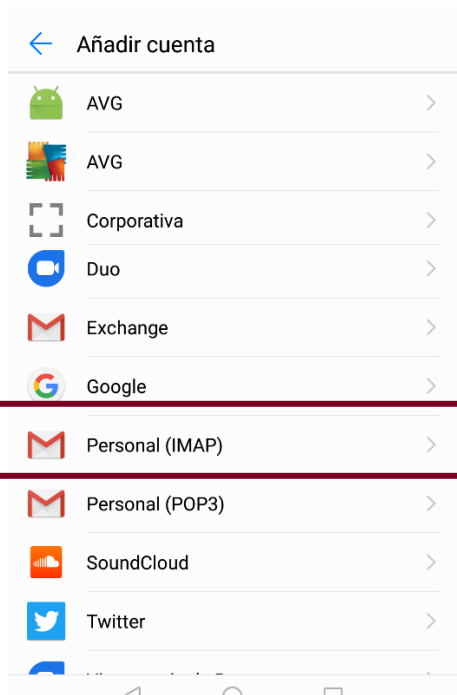 Añadir cuenta
AVG
AVG
Corporativa
Duo
Exchange
Google
Personal (IMAP)
Personal (POP3)
SoundCloud
Twitter